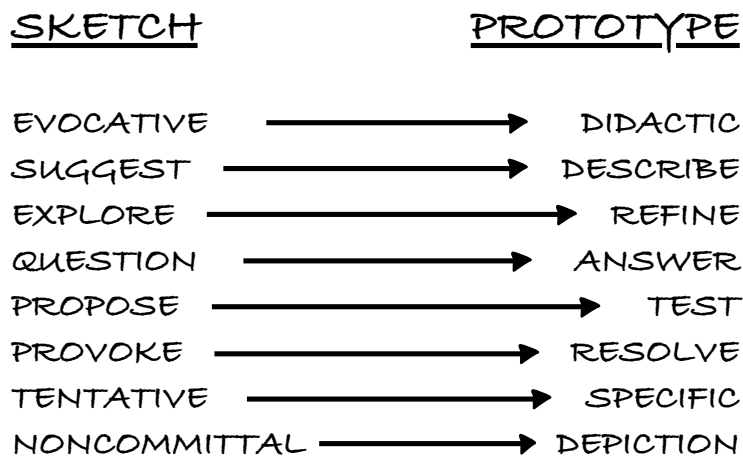 SKETCH PROTOTYPE
EVOCATIVE DIDACTIC
SUGGEST DESCRIBE
EXPLORE REFINE
QUESTION ANSWER
PROPOSE TEST
PROVOKE RESOLVE
TENTATIVE SPECIFIC
NONCOMMITTAL DEPICTION